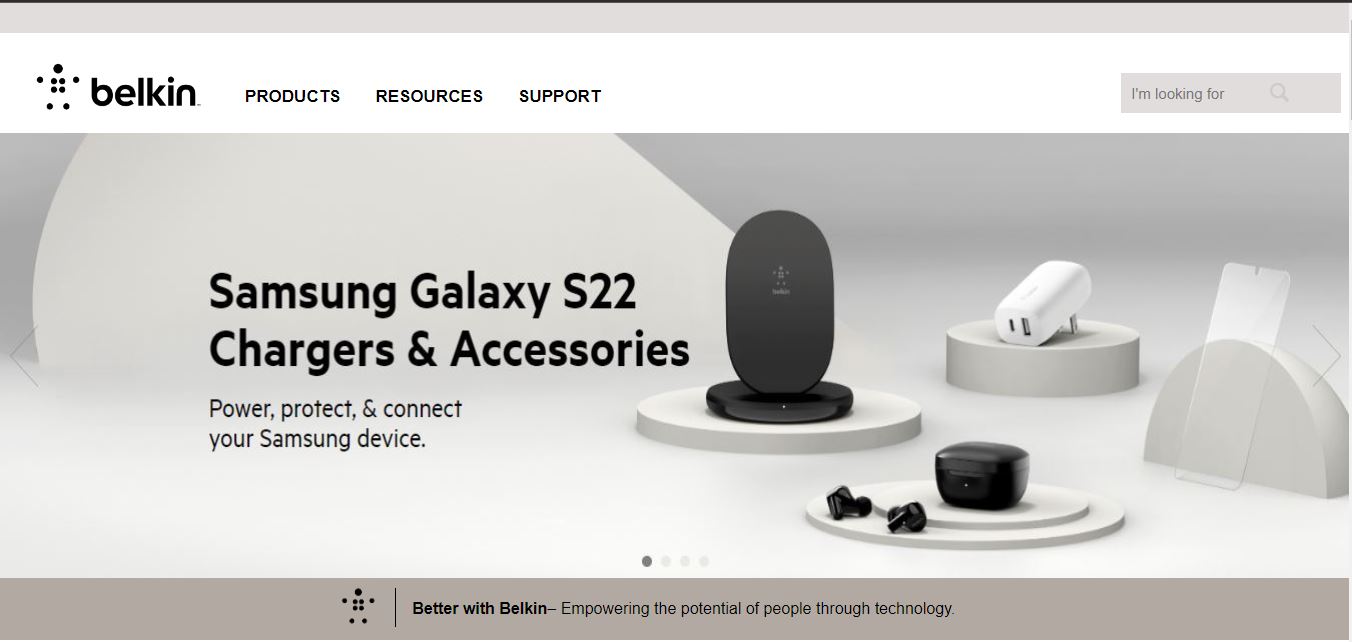 belkin
PRODUCTS
RESOURCES
SUPPORT
I'm looking for
Samsung Galaxy S22
Chargers & Accessories
Power, protect, & connect
your Samsung device.
belkin
Better with Belkin– Empowering the potential of people through technology.